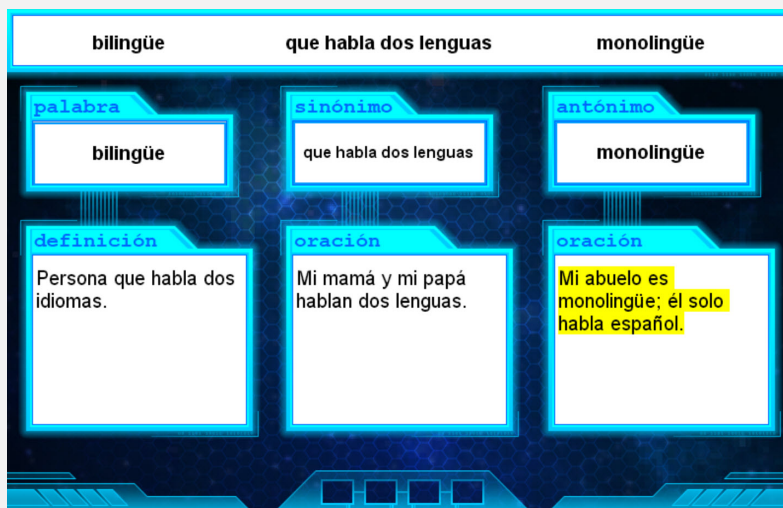 bilingüe que habla dos lenguas monolingüe
palabra sinónimo antónimo
bilingüe que habla dos lenguas monolingüe
definición oración oración
Persona que habla dos
idiomas.
Mi mamá y mi papá
hablan dos lenguas.
Mi abuelo es
monolingüe; él solo
habla español.